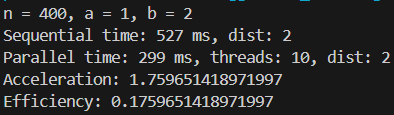 n = 400, a = 1, b = 2
Sequential time: 527 ms, dist: 2
Parallel time: 299 ms, threads: 10, dist: 2
Acceleration: 1.759651418971997
Efficiency: 0.1759651418971997